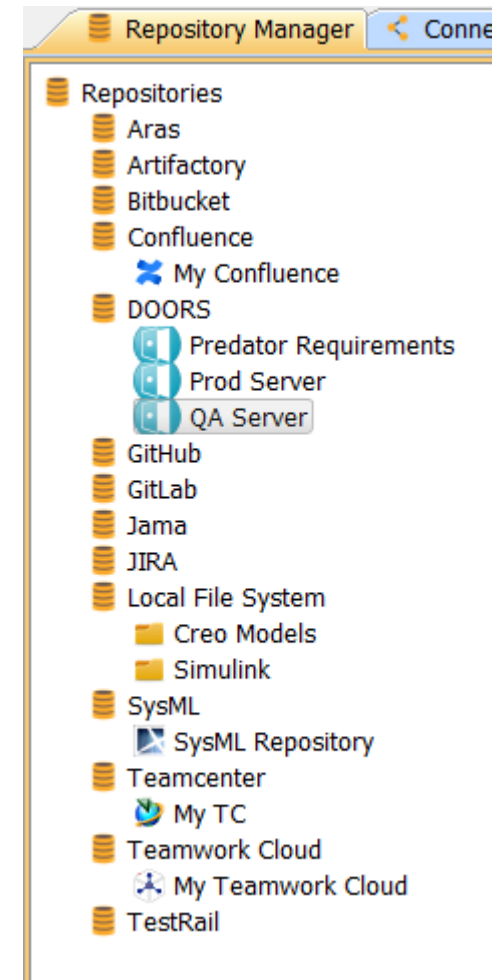 Repository Manager Conne
Repositories
Aras
Artifactory
Bitbucket
Confluence
My Confluence
DOORS
Predator Requirements
Prod Server
QA Server
GitHub
GitLab
Jama
JIRA
Local File System
Creo Models
Simulink
SysML
SysML Repository
Teamcenter
My TC
Teamwork Cloud
My Teamwork Cloud
TestRail